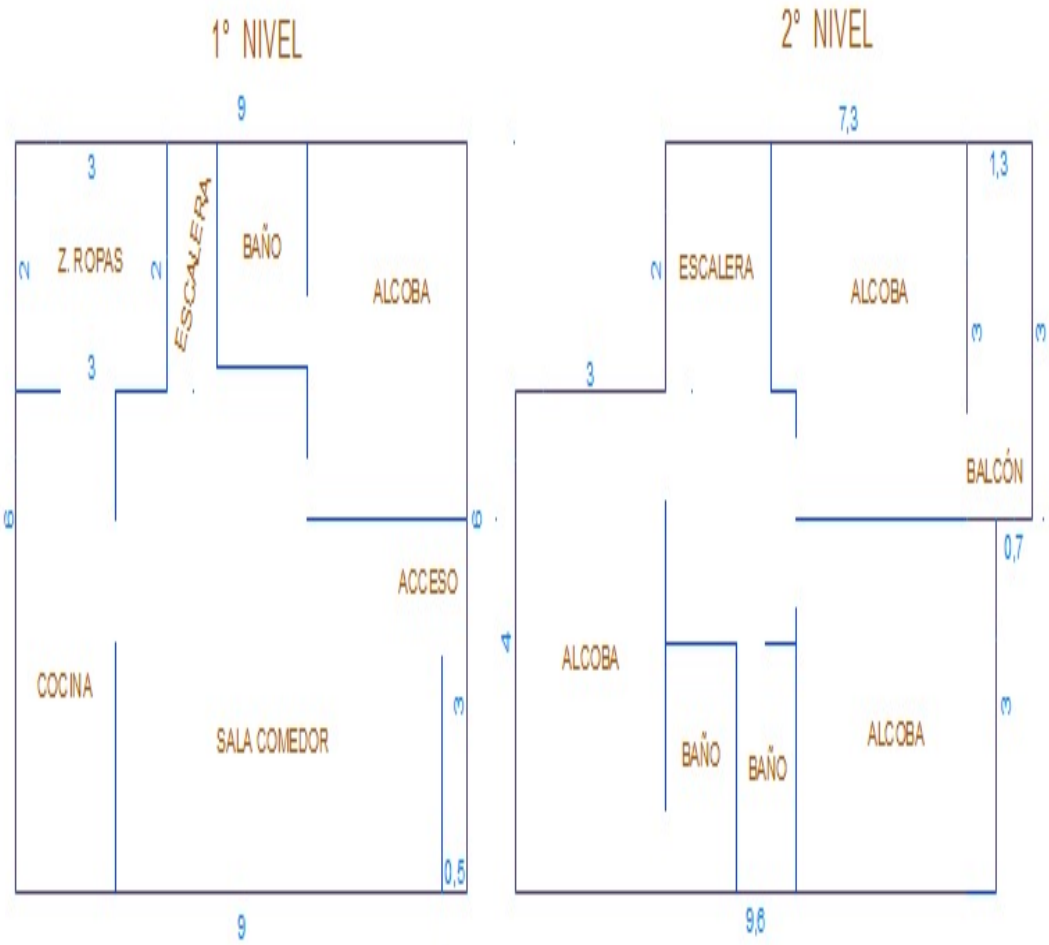 1° NIVEL
2° NIVEL
9
7,3
3
1,3
2
Z. ROPAS
2
ESCALERA
BAÑO
ALCOBA
3
2
ESCALERA
ALCOBA
3
3
3
BALCÓN
6
6
ACCESO
0,7
COCINA
SALA COMEDOR
3
0,5
9
4
ALCOBA
BAÑO
BAÑO
ALCOBA
3
9,6